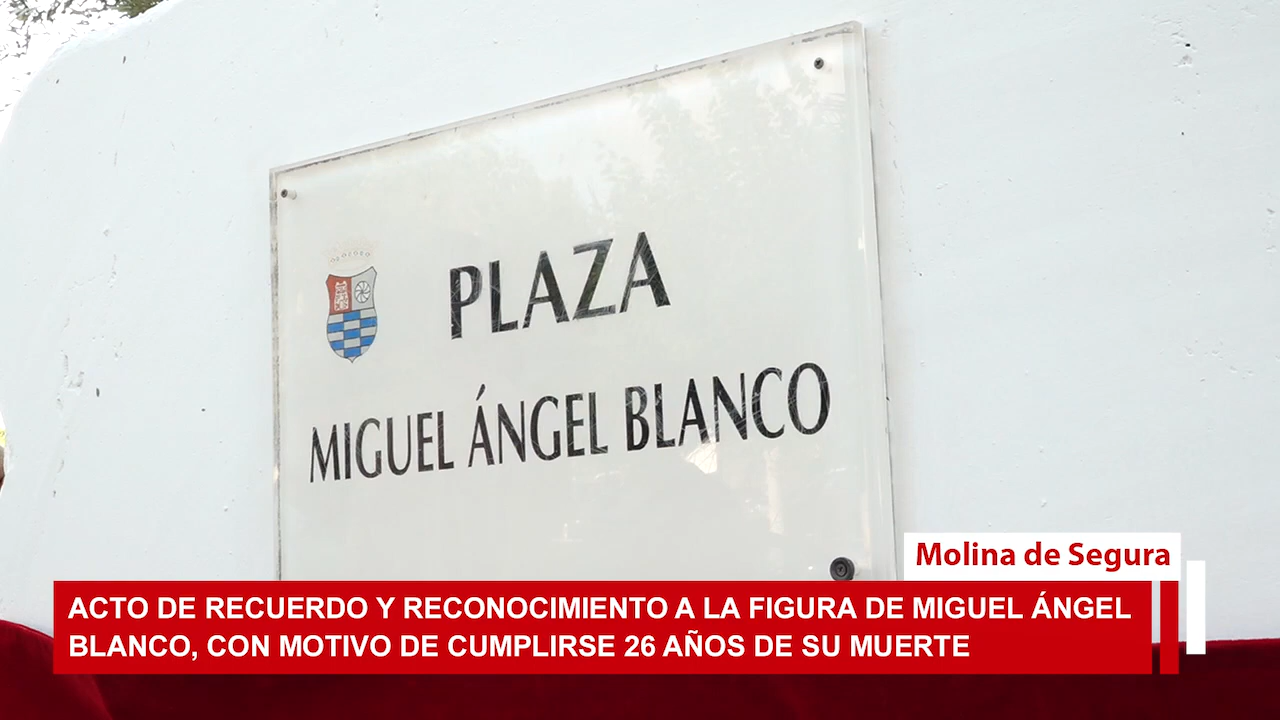 PLAZA
MIGUEL ÁNGEL BLANCO
Molina de Segura
ACTO DE RECUERDO Y RECONOCIMIENTO A LA FIGURA DE MIGUEL ÁNGEL
BLANCO, CON MOTIVO DE CUMPLIRSE 26 AÑOS DE SU MUERTE